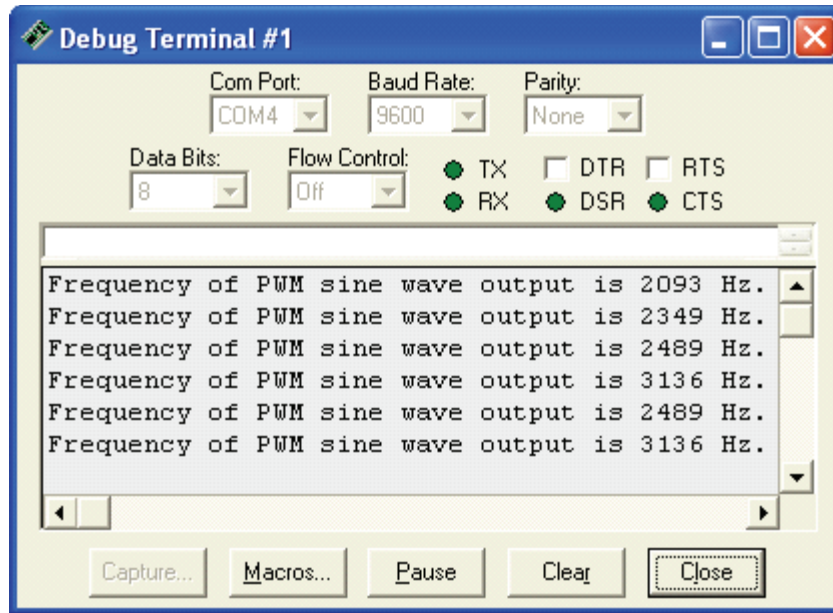 Debug Terminal #1
Com Port: Baud Rate: Parity:
COM4 9600 None
Data Bits: Flow Control: TX DTR RTS
8 Off RX DSR CTS
Frequency of PWM sine wave output is 2093 Hz.
Frequency of PWM sine wave output is 2349 Hz.
Frequency of PWM sine wave output is 2489 Hz.
Frequency of PWM sine wave output is 3136 Hz.
Frequency of PWM sine wave output is 2489 Hz.
Frequency of PWM sine wave output is 3136 Hz.
Capture... Macros... Pause Clear Close